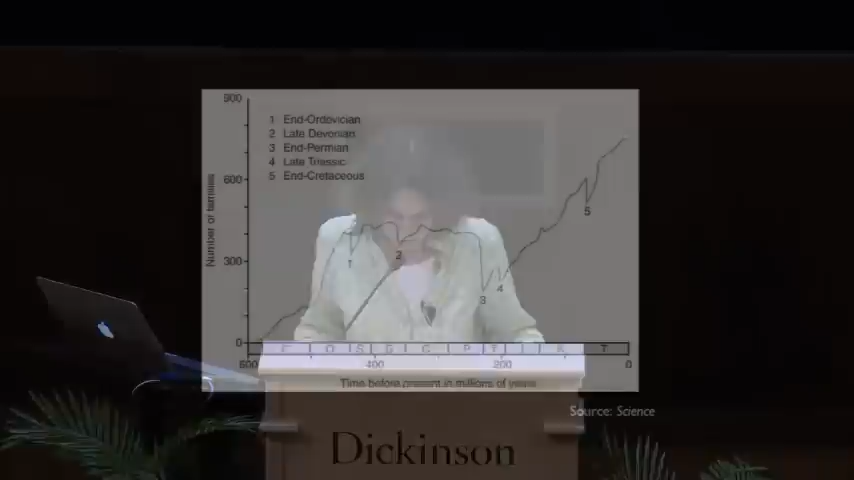 900
1 End-Ordovician
2 Late Devonian
3 End-Permian
4 Late Triassic
5 End-Cretaceous
600
Number of families
5
2
1
300
4
3
0
O S D C P T J K T
600 400 200 0
Time before present in millions of years
Source: Science
Dickinson